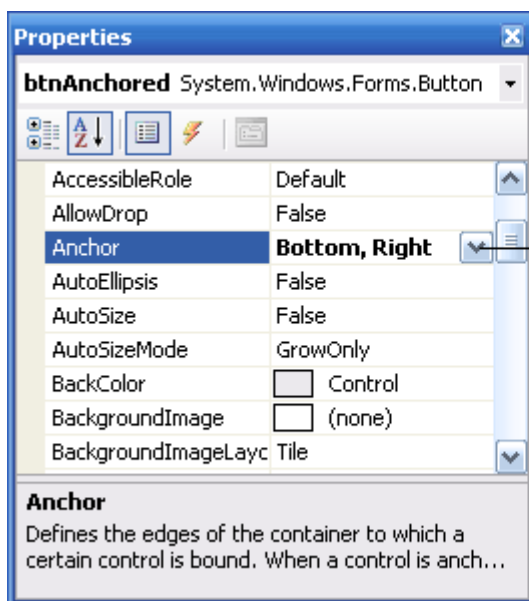 Properties
btnAnchored System.Windows.Forms.Button
AccessibleRole Default
AllowDrop False
Anchor Bottom, Right
AutoEllipsis False
AutoSize False
AutoSizeMode GrowOnly
BackColor Control
BackgroundImage (none)
BackgroundImageLayc Tile
Anchor
Defines the edges of the container to which a
certain control is bound. When a control is anch...